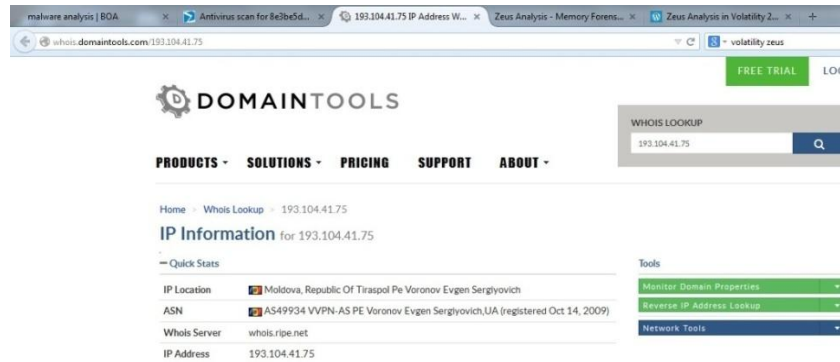 malware analysis | BOA × Antivirus scan for 8e3be5d... × 193.104.41.75 IP Address W... × Zeus Analysis - Memory Forens... × Zeus Analysis in Volatility 2... × +
whois.domaintools.com/193.104.41.75 volatility zeus
FREE TRIAL LO
DOMAINTOOLS
WHOIS LOOKUP
193.104.41.75
PRODUCTS SOLUTIONS PRICING SUPPORT ABOUT
Home Whois Lookup 193.104.41.75
IP Information for 193.104.41.75
Quick Stats Tools
IP Location Moldova, Republic Of Tiraspol Pe Voronov Evgen Sergiyovich Monitor Domain Properties
ASN AS49934 VVPN-AS PE Voronov Evgen Sergiyovich,UA (registered Oct 14, 2009) Reverse IP Address Lookup
Whois Server whois.ripe.net Network Tools
IP Address 193.104.41.75